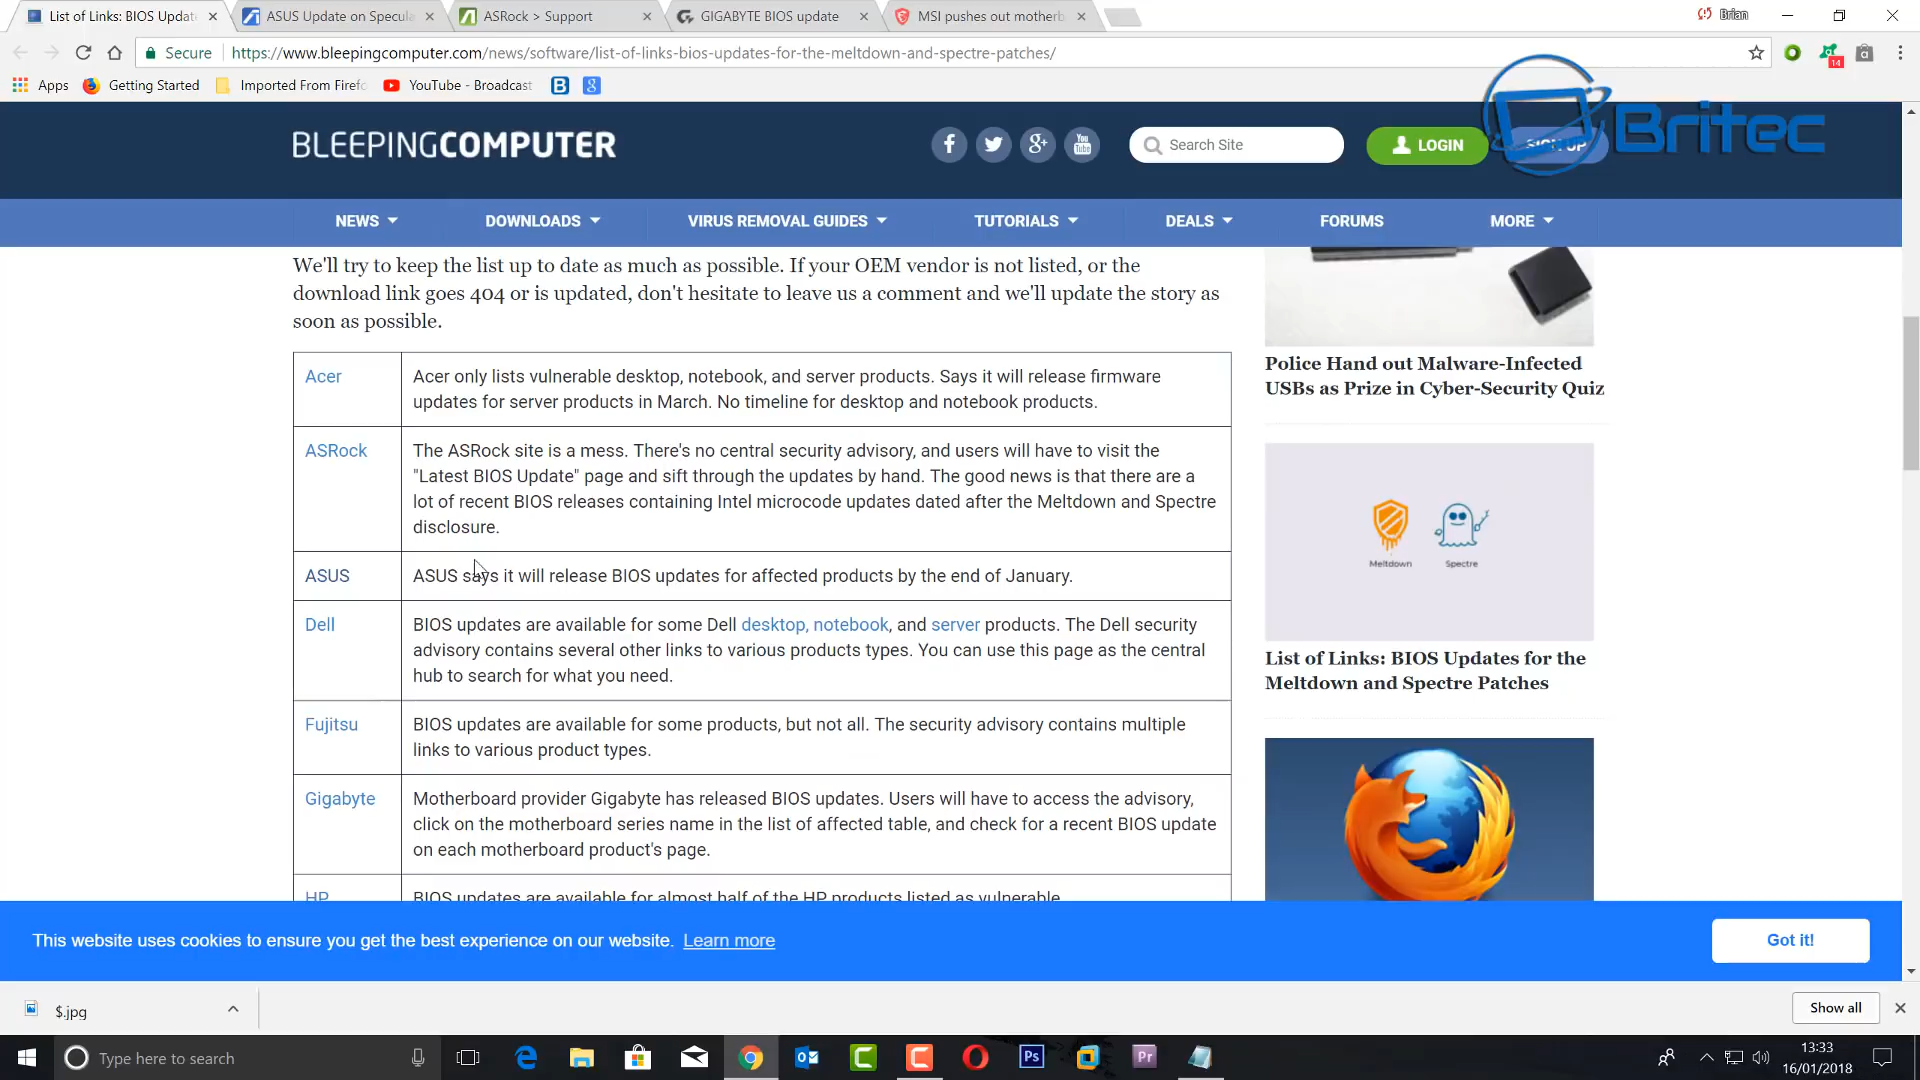 List of Links: BIOS Updat
ASUS Update on Specula
ASRock > Support
GIGABYTE BIOS update
MSI pushes out motherb
Brian
Secure
https://www.bleepingcomputer.com/news/software/list-of-links-bios-updates-for-the-meltdown-and-spectre-patches/
14
Apps
Getting Started
Imported From Firefo
YouTube - Broadcast
Britec
BLEEPINGCOMPUTER
Search Site
LOGIN
SIGN UP
NEWS
DOWNLOADS
VIRUS REMOVAL GUIDES
TUTORIALS
DEALS
FORUMS
MORE
We'll try to keep the list up to date as much as possible. If your OEM vendor is not listed, or the
download link goes 404 or is updated, don't hesitate to leave us a comment and we'll update the story as
soon as possible.
Acer
Acer only lists vulnerable desktop, notebook, and server products. Says it will release firmware
updates for server products in March. No timeline for desktop and notebook products.
ASRock
The ASRock site is a mess. There's no central security advisory, and users will have to visit the
"Latest BIOS Update" page and sift through the updates by hand. The good news is that there are a
lot of recent BIOS releases containing Intel microcode updates dated after the Meltdown and Spectre
disclosure.
ASUS
ASUS says it will release BIOS updates for affected products by the end of January.
Dell
BIOS updates are available for some Dell desktop, notebook, and server products. The Dell security
advisory contains several other links to various products types. You can use this page as the central
hub to search for what you need.
Fujitsu
BIOS updates are available for some products, but not all. The security advisory contains multiple
links to various product types.
Gigabyte
Motherboard provider Gigabyte has released BIOS updates. Users will have to access the advisory,
click on the motherboard series name in the list of affected table, and check for a recent BIOS update
on each motherboard product's page.
HP
BIOS updates are available for almost half of the HP products listed as vulnerable.
Police Hand out Malware-Infected
USBs as Prize in Cyber-Security Quiz
Meltdown
Spectre
List of Links: BIOS Updates for the
Meltdown and Spectre Patches
This website uses cookies to ensure you get the best experience on our website. Learn more
Got it!
$.jpg
Show all
Type here to search
13:33
16/01/2018